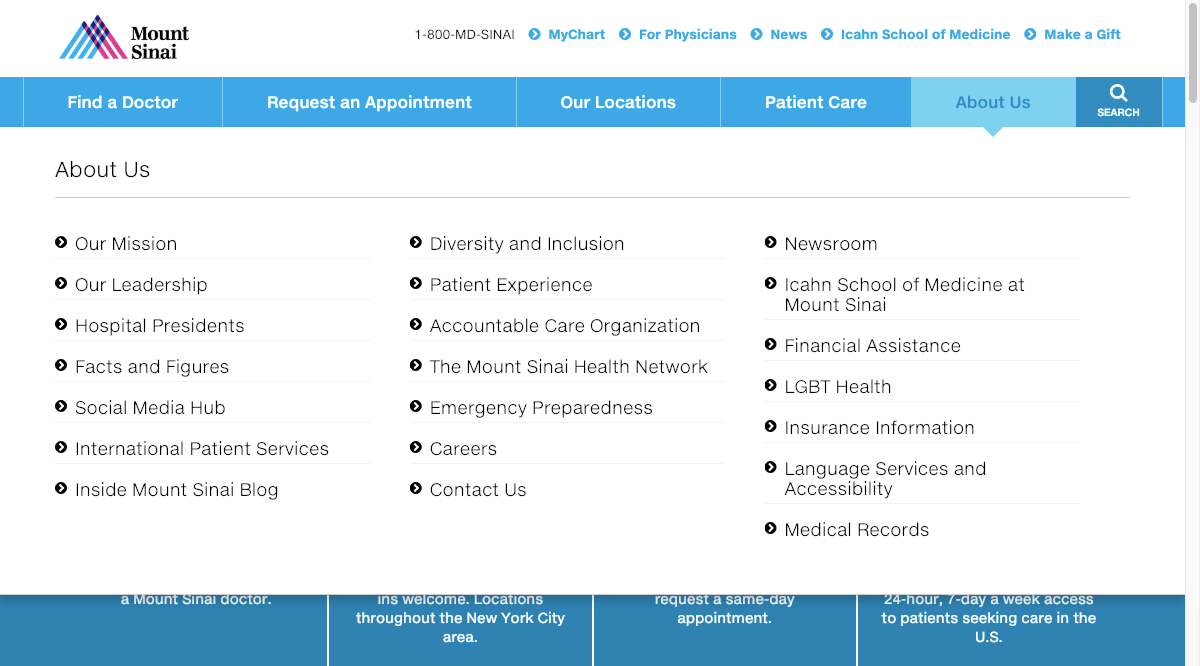 Mount
Sinai
1-800-MD-SINAI MyChart For Physicians News Icahn School of Medicine Make a Gift
Find a Doctor Request an Appointment Our Locations Patient Care About Us SEARCH
About Us
Our Mission
Our Leadership
Hospital Presidents
Facts and Figures
Social Media Hub
International Patient Services
Inside Mount Sinai Blog
Diversity and Inclusion
Patient Experience
Accountable Care Organization
The Mount Sinai Health Network
Emergency Preparedness
Careers
Contact Us
Newsroom
Icahn School of Medicine at
Mount Sinai
Financial Assistance
LGBT Health
Insurance Information
Language Services and
Accessibility
Medical Records
a Mount Sinai doctor.
ins welcome. Locations
throughout the New York City
area.
request a same-day
appointment.
24-hour, 7-day a week access
to patients seeking care in the
U.S.